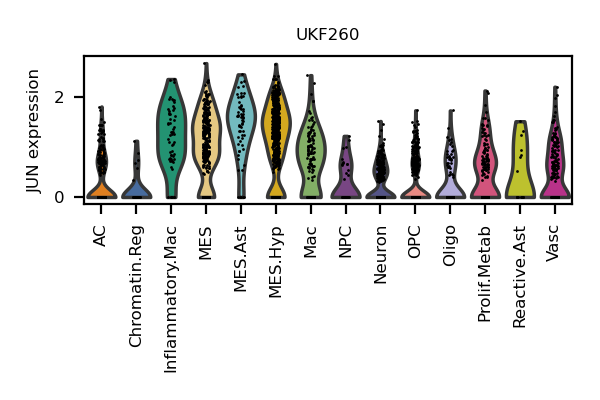 UKF260
JUN expression
2
0
AC
Chromatin.Reg
Inflammatory.Mac
MES
MES.Ast
MES.Hyp
Mac
NPC
Neuron
OPC
Oligo
Prolif.Metab
Reactive.Ast
Vasc